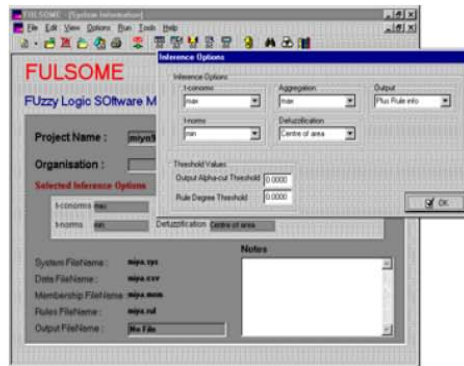 FULSOME - [System Information]
File Edit View Options Run Tools Help
FULSOME
FUzzy Logic SOftware M
Project Name :
Organisation :
Selected Inference Options
t-conorms max
t-norms min Defuzzification Centre of area
System FileName : miya.sys
Data FileName : miya.csv
Membership FileName miya.mem
Rules FileName : miya.rul
Output FileName : No File
Notes
Inference Options
Inference Options
t-conorms Aggregation Output
max max Plus Rule info
t-norms Defuzzification
min Centre of area
Threshold Values
Output Alpha-cut Threshold 0.0000
Rule Degree Threshold 0.0000
OK